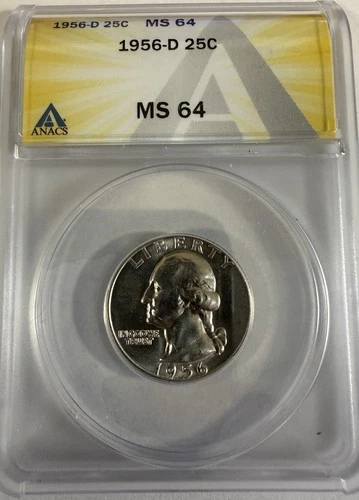 1956-D 25C MS 64
1956-D 25C
ANACS
MS 64
LIBERTY
IN GOD WE
TRUST
1956